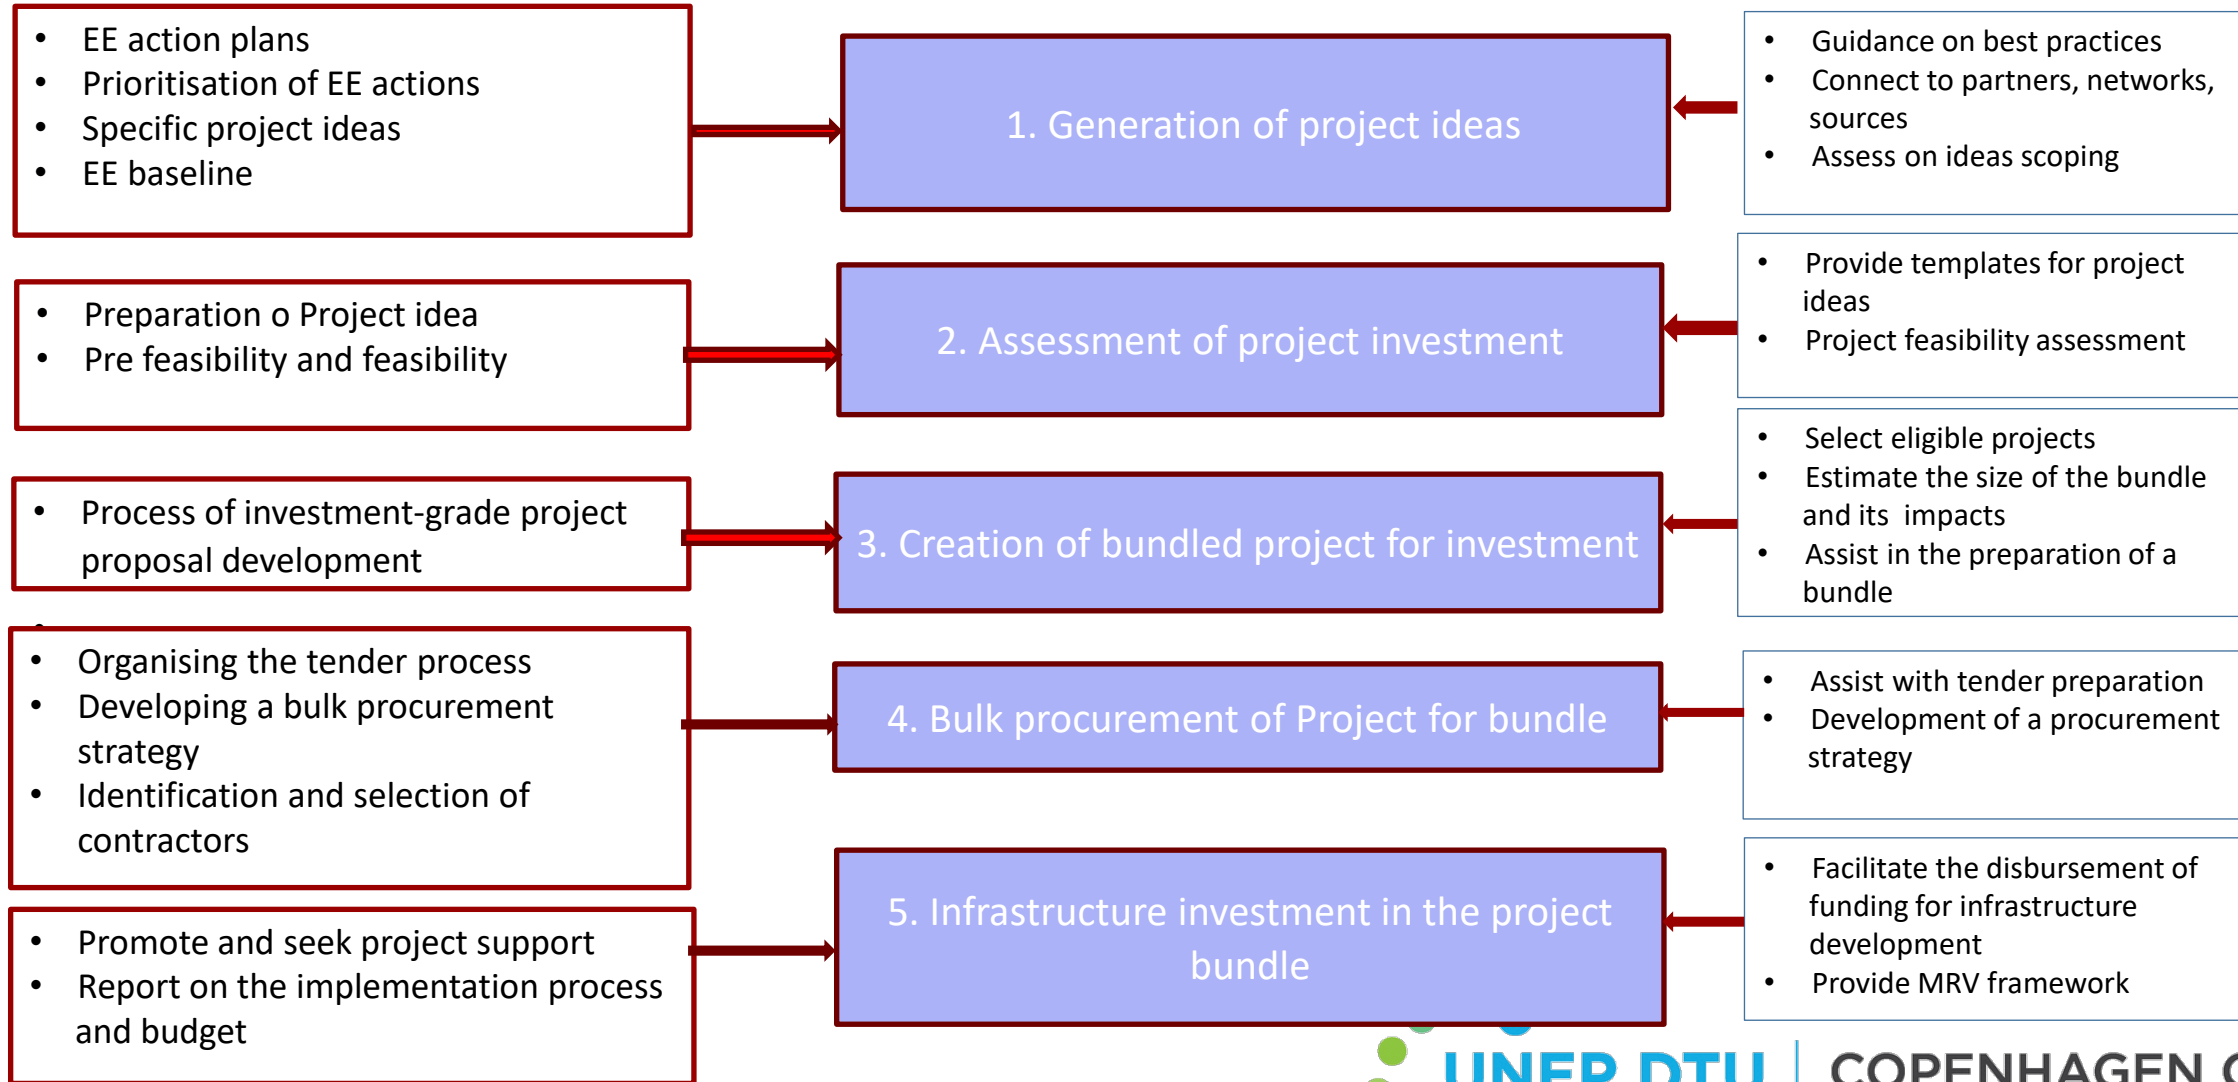 • EE action plans
• Prioritisation of EE actions
• Specific project ideas
• EE baseline
1. Generation of project ideas
• Guidance on best practices
• Connect to partners, networks,
sources
• Assess on ideas scoping
• Preparation o Project idea
• Pre feasibility and feasibility
2. Assessment of project investment
• Provide templates for project
ideas
• Project feasibility assessment
• Process of investment-grade project
proposal development
3. Creation of bundled project for investment
• Select eligible projects
• Estimate the size of the bundle
and its impacts
• Assist in the preparation of a
bundle
• Organising the tender process
• Developing a bulk procurement
strategy
• Identification and selection of
contractors
4. Bulk procurement of Project for bundle
• Assist with tender preparation
• Development of a procurement
strategy
• Promote and seek project support
• Report on the implementation process
and budget
5. Infrastructure investment in the project
bundle
• Facilitate the disbursement of
funding for infrastructure
development
• Provide MRV framework
UNEP DTU
COPENHAGEN